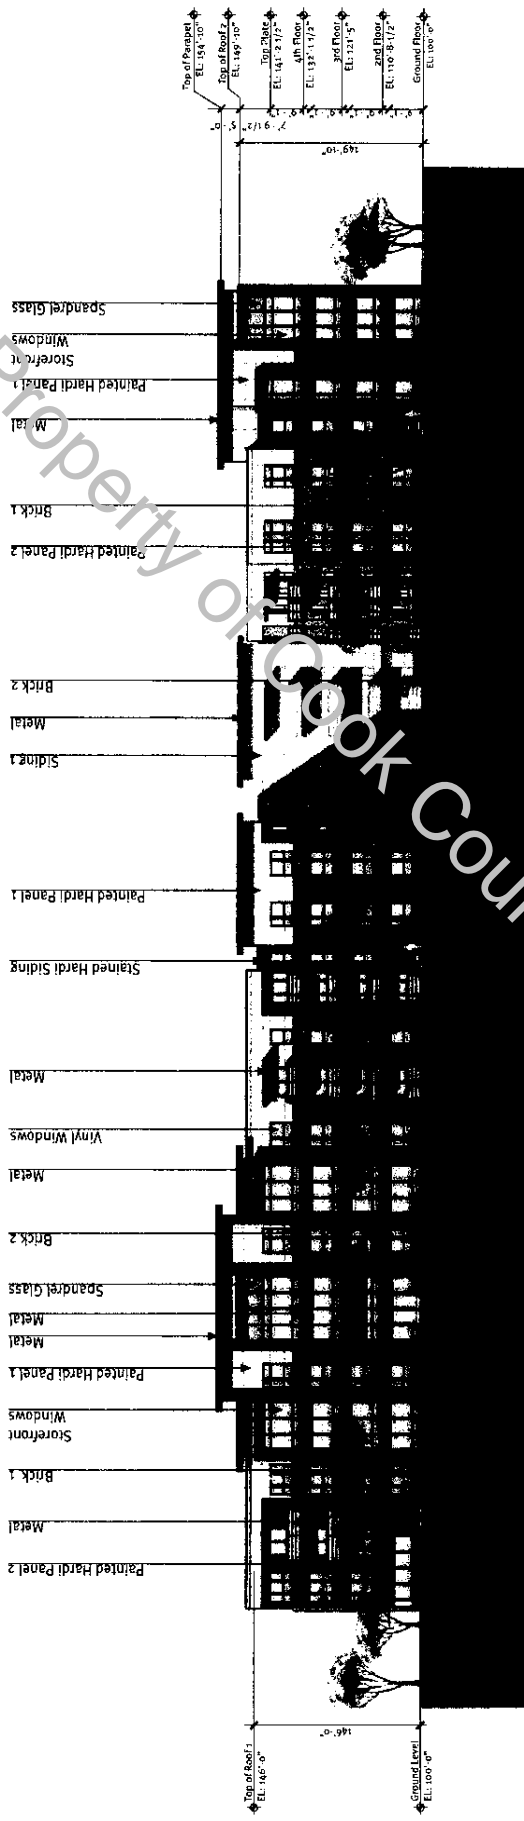 Top of Parapet
EL: 154'-10"
Top of Roof 2
EL: 149'-10"
Top Plate
EL: 141'-2 1/2"
4th Floor
EL: 132'-1 1/2"
3rd Floor
EL: 121'-5"
2nd Floor
EL: 110'-8-1/2"
Ground Floor
EL: 100'-0"
5'-0"
7'-9 1/2"
149'-10"
Spandrel Glass
Storefront
Windows
Painted Hardi Panel 1
Metal
Brick 1
Painted Hardi Panel 2
Brick 2
Metal
Siding 1
Painted Hardi Panel 1
Stained Hardi Siding
Metal
Vinyl Windows
Metal
Brick 2
Spandrel Glass
Metal
Metal
Painted Hardi Panel 1
Storefront
Windows
Brick 1
Metal
Painted Hardi Panel 2
146'-0"
Top of Roof 1
EL: 146'-0"
Ground Level
EL: 100'-0"
Property of Cook Coun